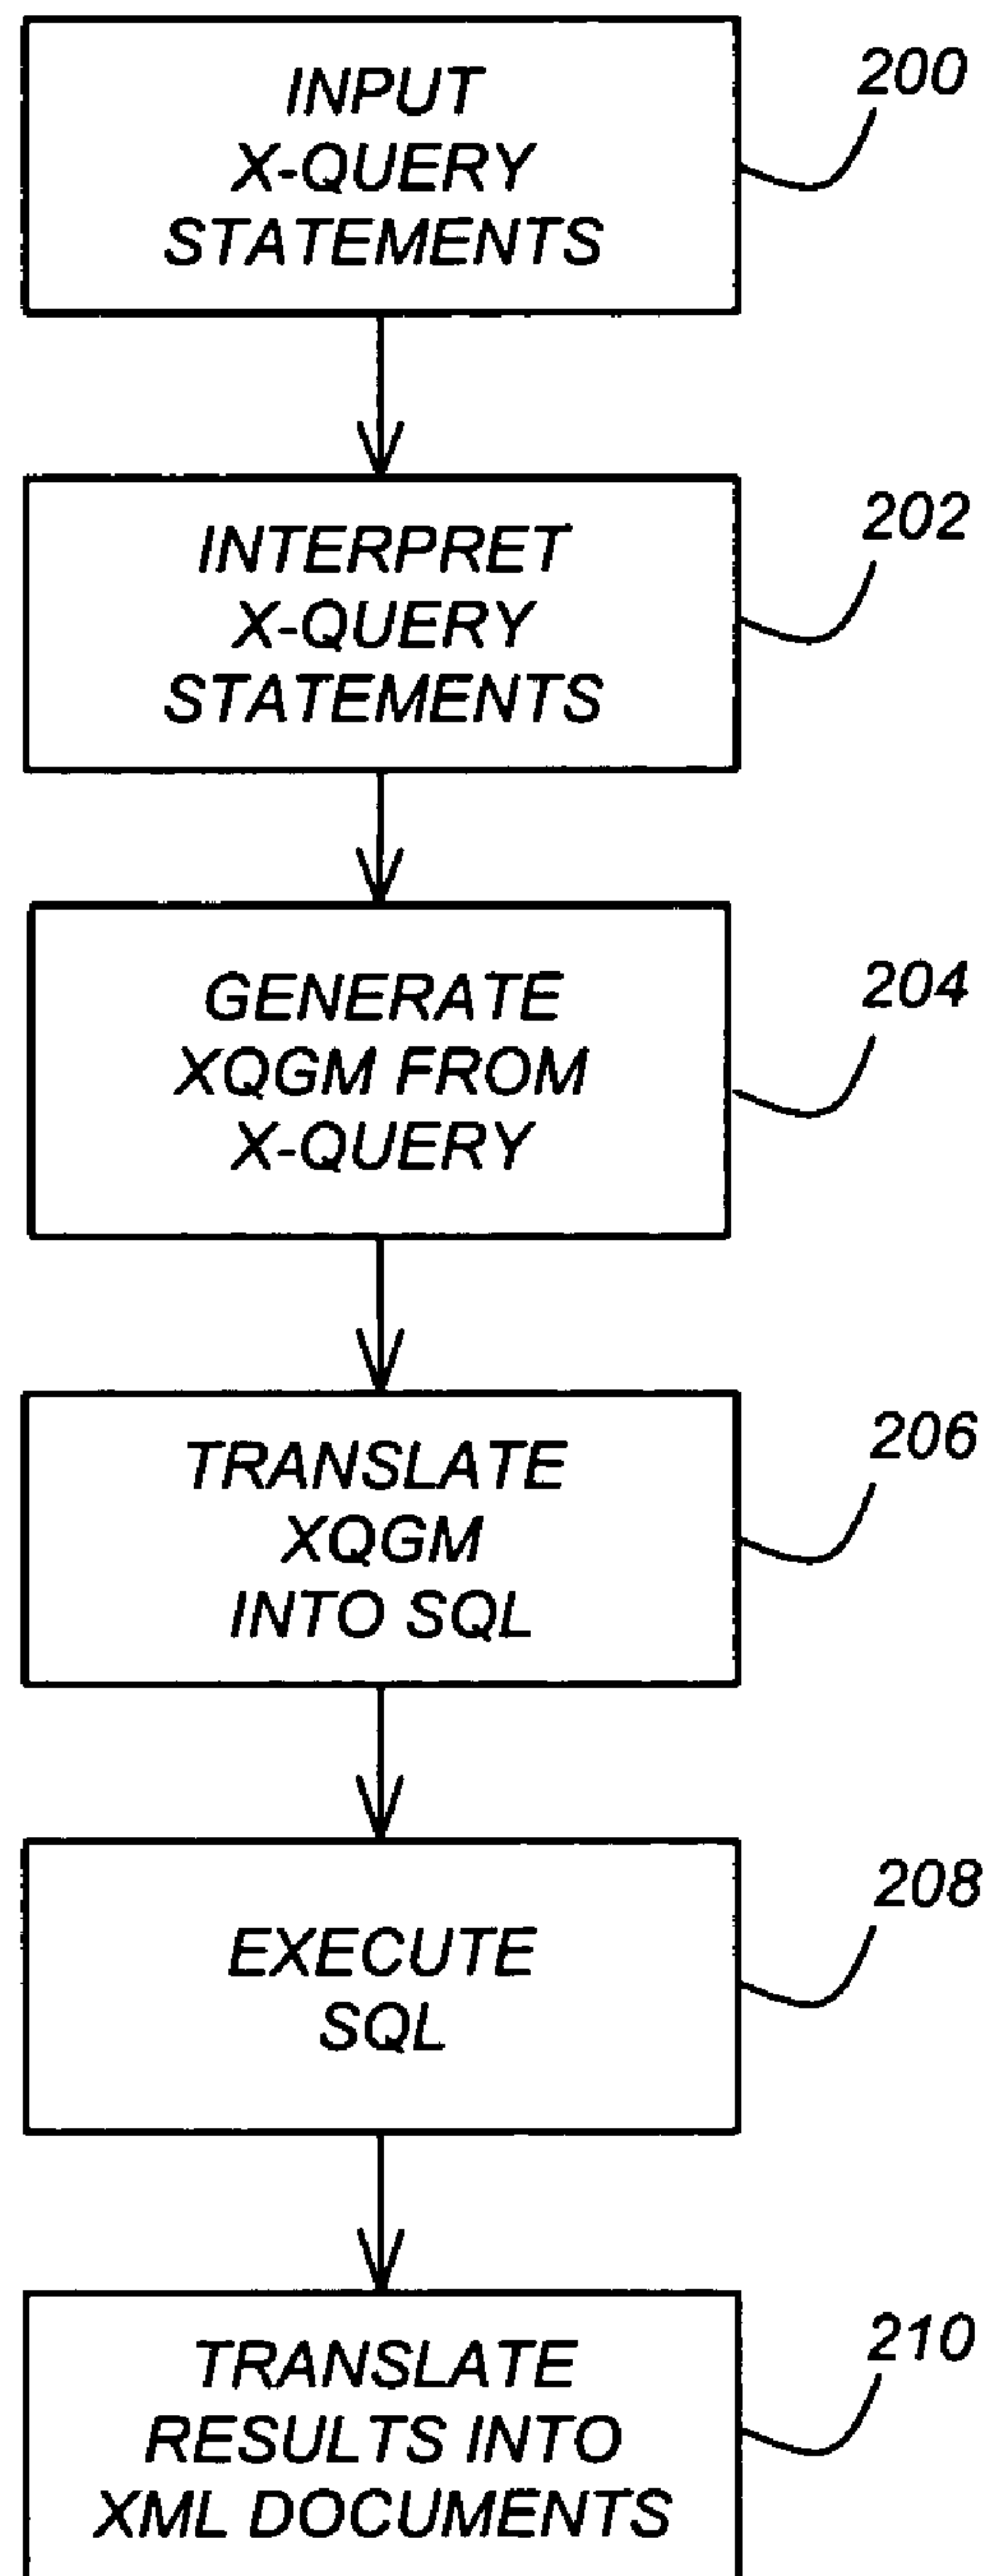 INPUT
X-QUERY
STATEMENTS
200
INTERPRET
X-QUERY
STATEMENTS
202
GENERATE
XQGM FROM
X-QUERY
204
TRANSLATE
XQGM
INTO SQL
206
EXECUTE
SQL
208
TRANSLATE
RESULTS INTO
XML DOCUMENTS
210